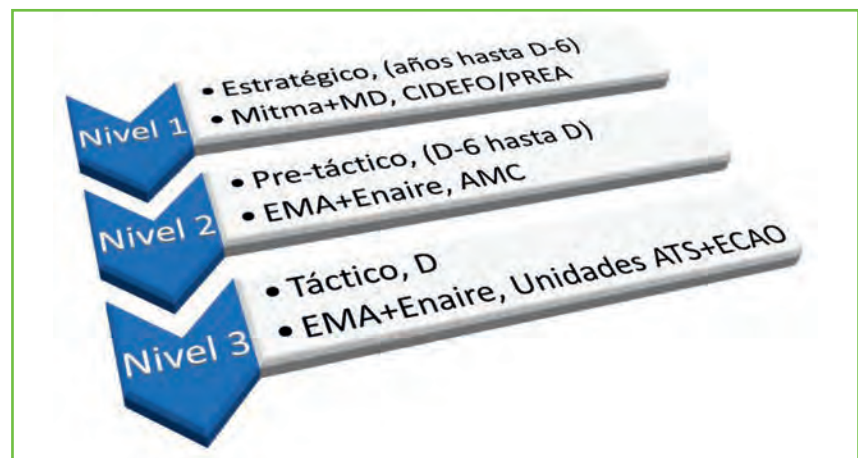 Nivel 1
• Estratégico, (años hasta D-6)
• Mitma+MD, CIDEFO/PREA
Nivel 2
• Pre-táctico, (D-6 hasta D)
• EMA+Enaire, AMC
Nivel 3
• Táctico, D
• EMA+Enaire, Unidades ATS+ECAO